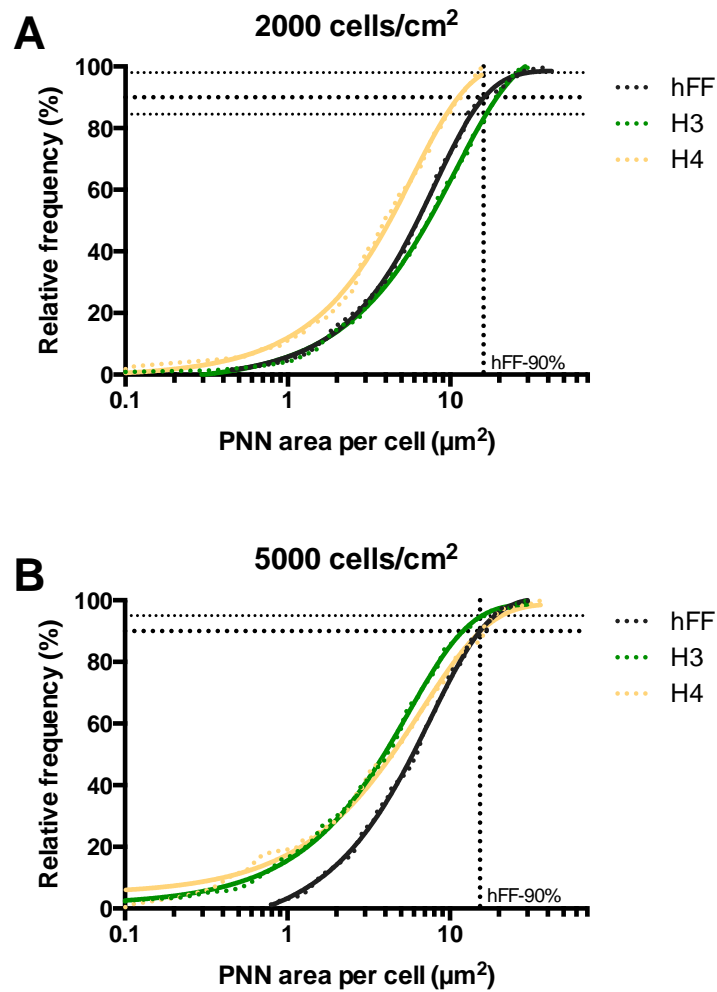 A
2000 cells/cm²
Relative frequency (%)
100
80
60
40
20
0
0.1
1
10
hFF-90%
PNN area per cell (µm²)
hFF
H3
H4
B
5000 cells/cm²
Relative frequency (%)
100
80
60
40
20
0
0.1
1
10
hFF-90%
PNN area per cell (µm²)
hFF
H3
H4